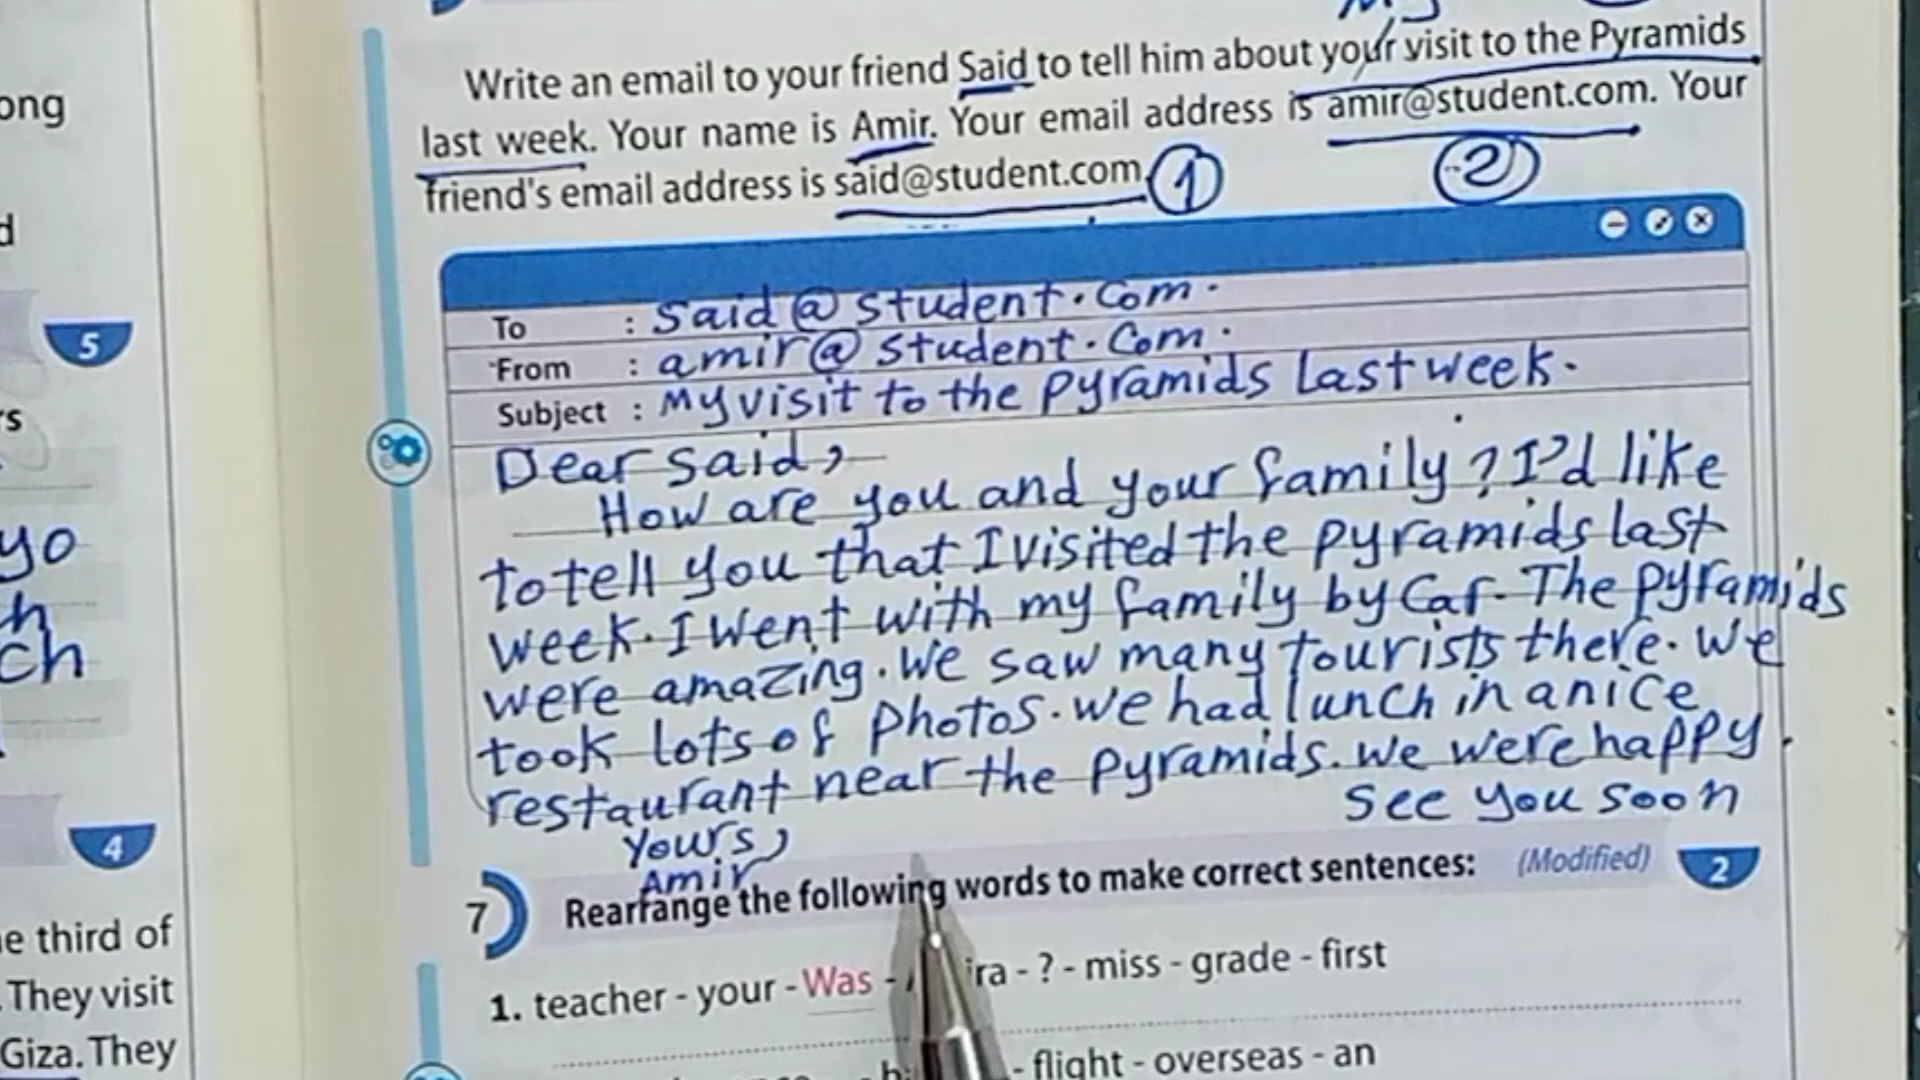 ong
d
5
rs
yo
h
ch
4
e third of
. They visit
Giza. They
My
Write an email to your friend Said to tell him about your visit to the Pyramids
last week. Your name is Amir. Your email address is amir@student.com. Your
friend's email address is said@student.com. 1 2
To : Said@student.com.
From : amir@student.com.
Subject : My visit to the pyramids Last week.
Dear Said,
How are you and your family? I'd like
to tell you that I visited the pyramids last
week. I went with my family by car. The pyramids
were amazing. We saw many tourists there. We
took lots of photos. We had lunch in a nice
restaurant near the pyramids. We were happy.
See you soon
Yours,
Amir
7 Rearrange the following words to make correct sentences: (Modified) 2
1. teacher - your - Was - ira - ? - miss - grade - first
- flight - overseas - an